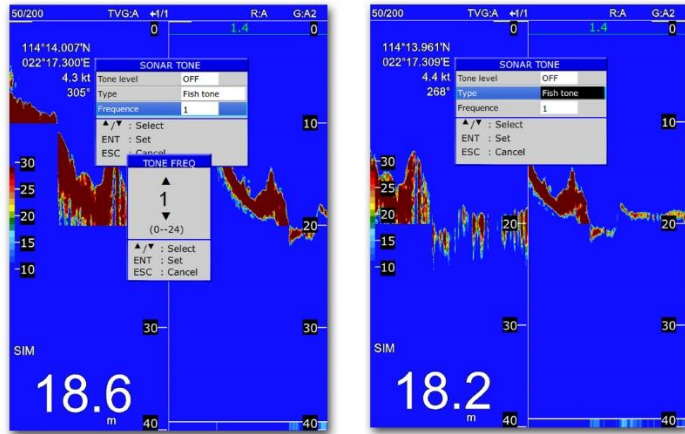 50/200 TVG:A ↵1/1 R:A G:A2
0 1.4 0
114°14.007'N
022°17.300'E
4.3 kt
305°
SONAR TONE
Tone level OFF
Type Fish tone
Frequence 1
▲/▼ : Select
ENT : Set
ESC : Cancel
TONE FREQ
▲
1
▼
(0--24)
▲/▼ : Select
ENT : Set
ESC : Cancel
10
30
25
20
15
10
20
30 30
SIM
18.6
m
40 40
50/200 TVG:A ↵1/1 R:A G:A2
0 1.4 0
114°13.961'N
022°17.309'E
4.4 kt
268°
SONAR TONE
Tone level OFF
Type Fish tone
Frequence 1
▲/▼ : Select
ENT : Set
ESC : Cancel
10
30
25
20
15
10
20 20
30 30
SIM
18.2
m
40 40